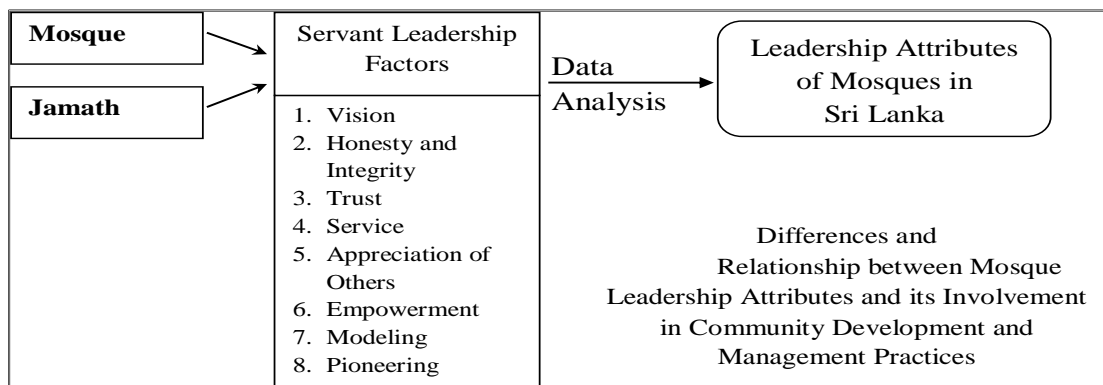 Mosque
Jamath
Servant Leadership
Factors
1. Vision
2. Honesty and
Integrity
3. Trust
4. Service
5. Appreciation of
Others
6. Empowerment
7. Modeling
8. Pioneering
Data
Analysis
Leadership Attributes
of Mosques in
Sri Lanka
Differences and
Relationship between Mosque
Leadership Attributes and its Involvement
in Community Development and
Management Practices